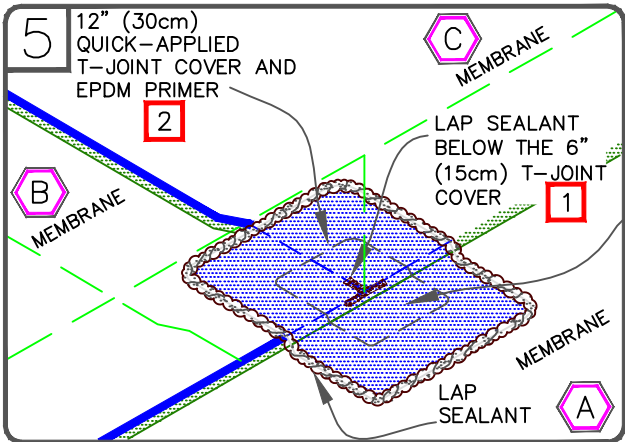 5
12” (30cm)
QUICK-APPLIED
T-JOINT COVER AND
EPDM PRIMER
2
C
MEMBRANE
LAP SEALANT
BELOW THE 6”
(15cm) T-JOINT
COVER
1
B
MEMBRANE
MEMBRANE
LAP
SEALANT
A